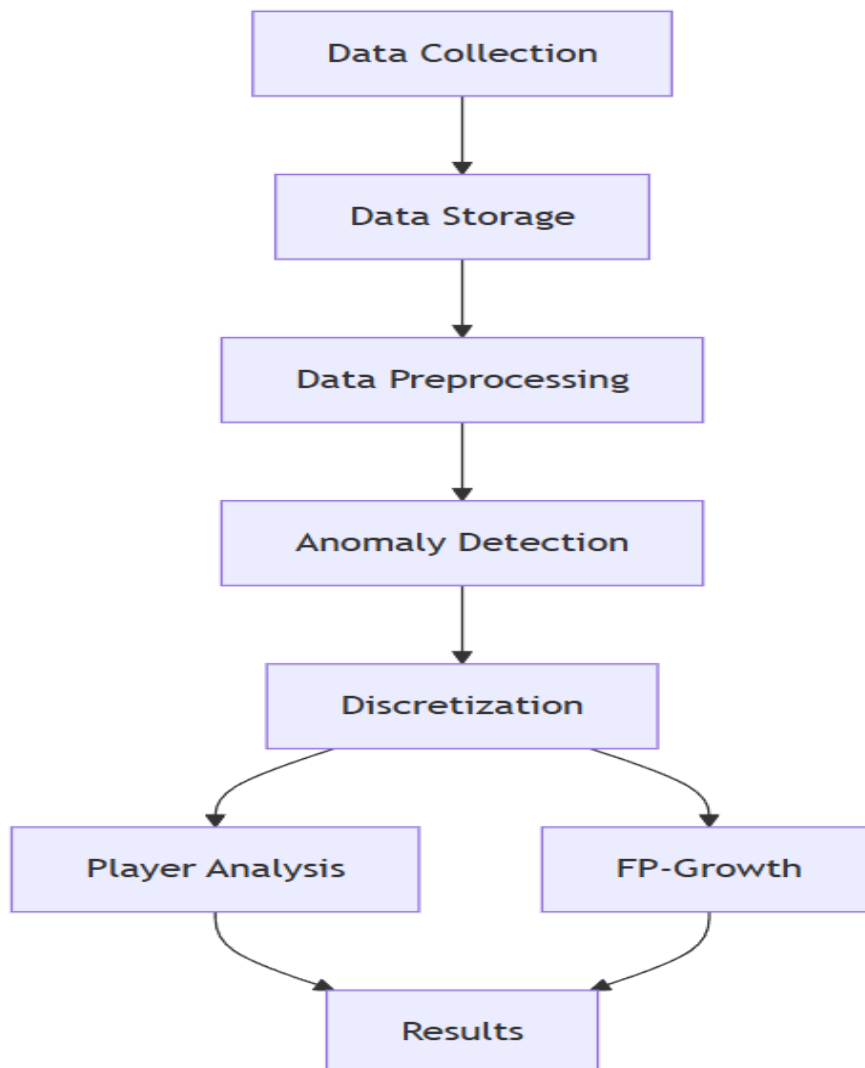 Data Collection
Data Storage
Data Preprocessing
Anomaly Detection
Discretization
Player Analysis
FP-Growth
Results